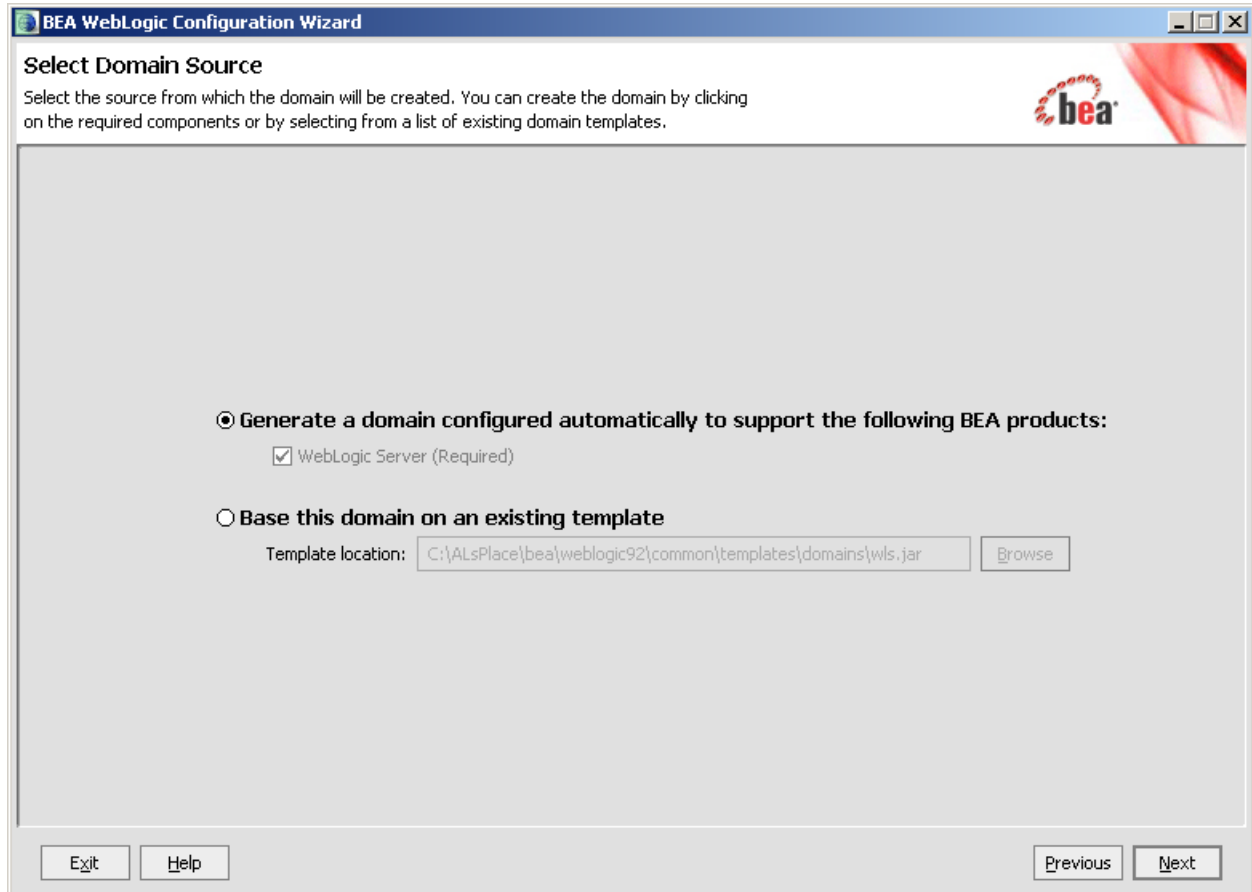 BEA WebLogic Configuration Wizard
Select Domain Source
Select the source from which the domain will be created. You can create the domain by clicking
on the required components or by selecting from a list of existing domain templates.
bea
Generate a domain configured automatically to support the following BEA products:
WebLogic Server (Required)
Base this domain on an existing template
Template location: C:\ALsPlace\bea\weblogic92\common\templates\domains\wls.jar Browse
Exit Help Previous Next